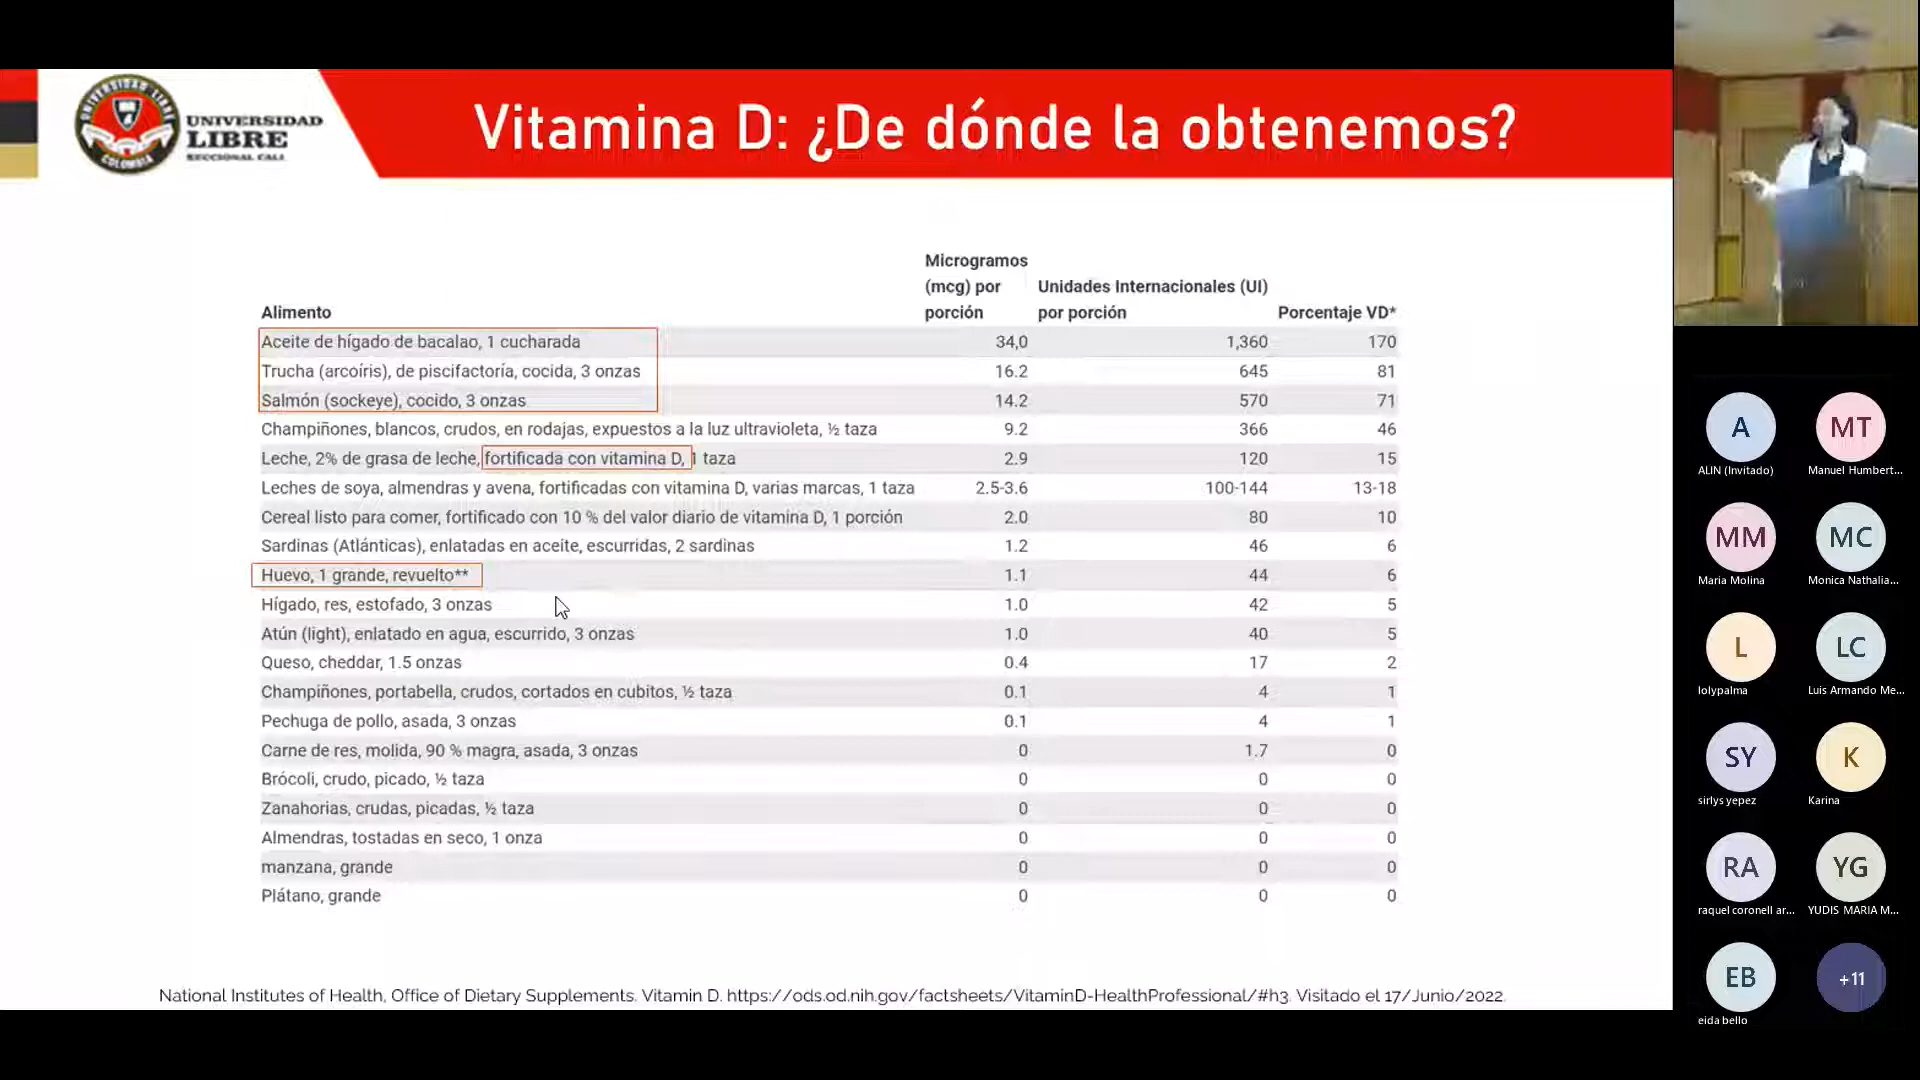 UNIVERSIDAD LIBRE
COLOMBIA
UNIVERSIDAD
LIBRE
SECCIONAL CALI
Vitamina D: ¿De dónde la obtenemos?
Alimento Microgramos (mcg) por porción Unidades Internacionales (UI) por porción Porcentaje VD*
Aceite de hígado de bacalao, 1 cucharada 34,0 1,360 170
Trucha (arcoíris), de piscifactoría, cocida, 3 onzas 16.2 645 81
Salmón (sockeye), cocido, 3 onzas 14.2 570 71
Champiñones, blancos, crudos, en rodajas, expuestos a la luz ultravioleta, ½ taza 9.2 366 46
Leche, 2% de grasa de leche, fortificada con vitamina D, 1 taza 2.9 120 15
Leches de soya, almendras y avena, fortificadas con vitamina D, varias marcas, 1 taza 2.5-3.6 100-144 13-18
Cereal listo para comer, fortificado con 10 % del valor diario de vitamina D, 1 porción 2.0 80 10
Sardinas (Atlánticas), enlatadas en aceite, escurridas, 2 sardinas 1.2 46 6
Huevo, 1 grande, revuelto** 1.1 44 6
Hígado, res, estofado, 3 onzas 1.0 42 5
Atún (light), enlatado en agua, escurrido, 3 onzas 1.0 40 5
Queso, cheddar, 1.5 onzas 0.4 17 2
Champiñones, portabella, crudos, cortados en cubitos, ½ taza 0.1 4 1
Pechuga de pollo, asada, 3 onzas 0.1 4 1
Carne de res, molida, 90 % magra, asada, 3 onzas 0 1.7 0
Brócoli, crudo, picado, ½ taza 0 0 0
Zanahorias, crudas, picadas, ½ taza 0 0 0
Almendras, tostadas en seco, 1 onza 0 0 0
manzana, grande 0 0 0
Plátano, grande 0 0 0
National Institutes of Health, Office of Dietary Supplements. Vitamin D. https://ods.od.nih.gov/factsheets/VitaminD-HealthProfessional/#h3. Visitado el 17/Junio/2022.
A MT
ALIN (Invitado) Manuel Humbert...
MM MC
Maria Molina Monica Nathalia...
L LC
lolypalma Luis Armando Me...
SY K
sirlys yepez Karina
RA YG
raquel coronell ar... YUDIS MARIA M...
EB +11
eida bello